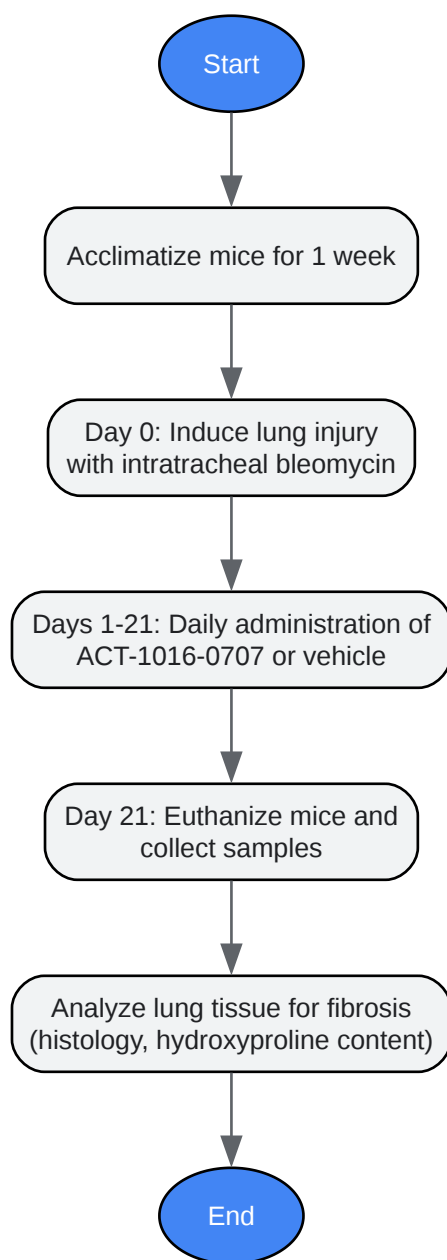 Start
Acclimatize mice for 1 week
Day 0: Induce lung injury
with intratracheal bleomycin
Days 1-21: Daily administration of
ACT-1016-0707 or vehicle
Day 21: Euthanize mice and
collect samples
Analyze lung tissue for fibrosis
(histology, hydroxyproline content)
End